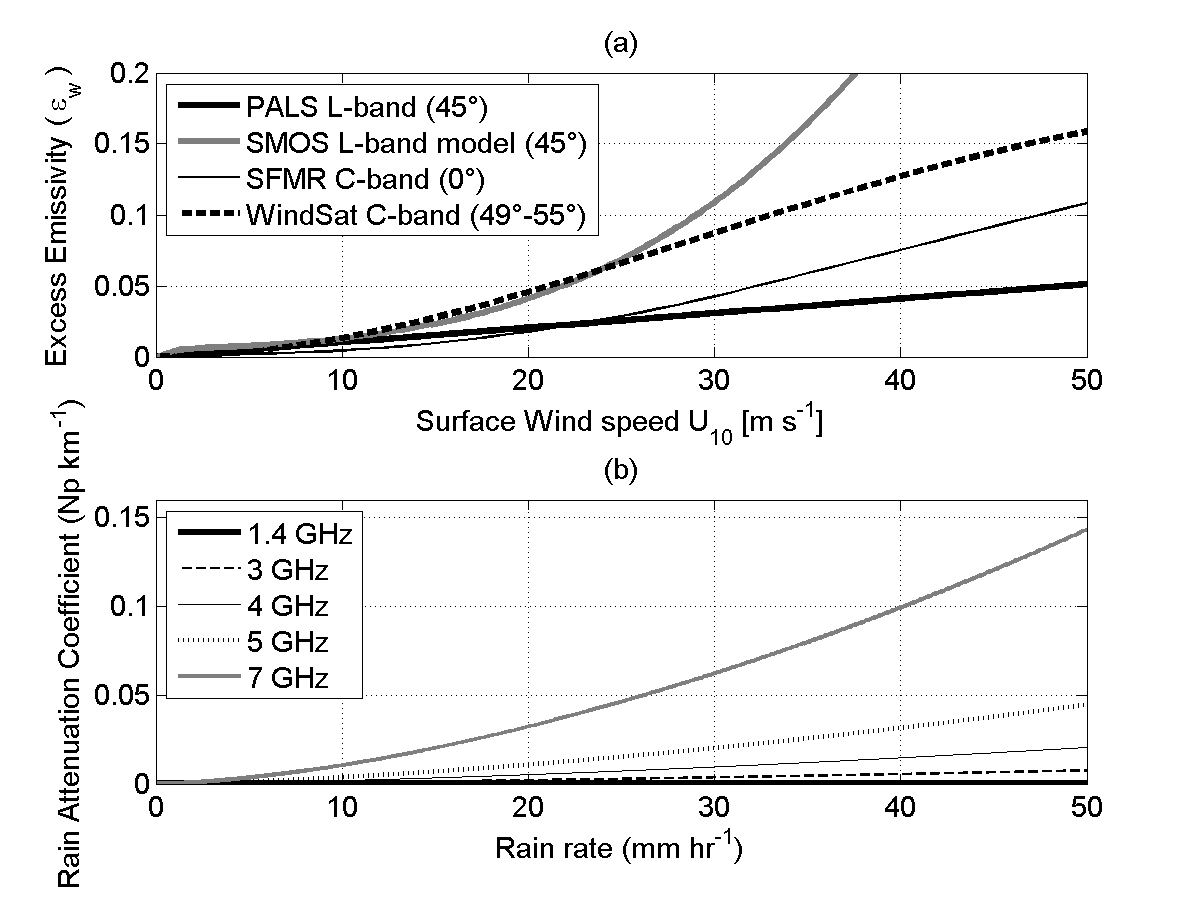 (a)
Excess Emissivity ( ε_w)
0.2
0.15
0.1
0.05
0
PALS L-band (45°)
SMOS L-band model (45°)
SFMR C-band (0°)
WindSat C-band (49°-55°)
0 10 20 30 40 50
Surface Wind speed U_10 [m s^-1]
(b)
Rain Attenuation Coefficient (Np km^-1)
0.15
0.1
0.05
0
1.4 GHz
3 GHz
4 GHz
5 GHz
7 GHz
0 10 20 30 40 50
Rain rate (mm hr^-1)